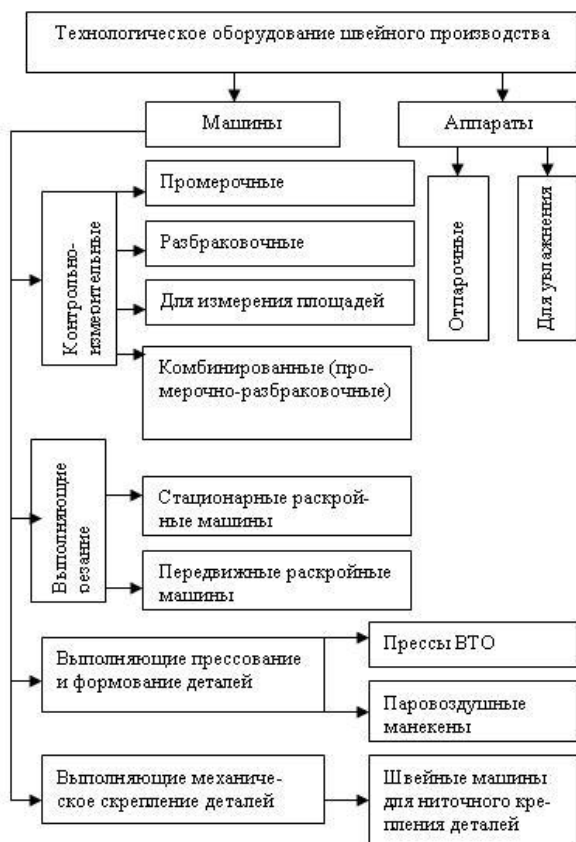 Технологическое оборудование швейного производства
Машины
Аппараты
Контрольно-
измерительные
Промерочные
Разбраковочные
Для измерения площадей
Комбинированные (про-
мерочно-разбраковочные)
Отпарочные
Для увлажнения
Выполняющие
резание
Стационарные раскрой-
ные машины
Передвижные раскройные
машины
Выполняющие прессование
и формование деталей
Прессы ВТО
Паровоздушные
манекены
Выполняющие механиче-
ское скрепление деталей
Швейные машины
для ниточного кре-
пления деталей